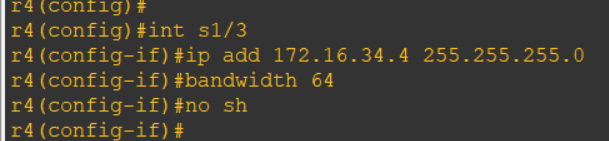 r4(config)#
r4(config)#int s1/3
r4(config-if)#ip add 172.16.34.4 255.255.255.0
r4(config-if)#bandwidth 64
r4(config-if)#no sh
r4(config-if)#